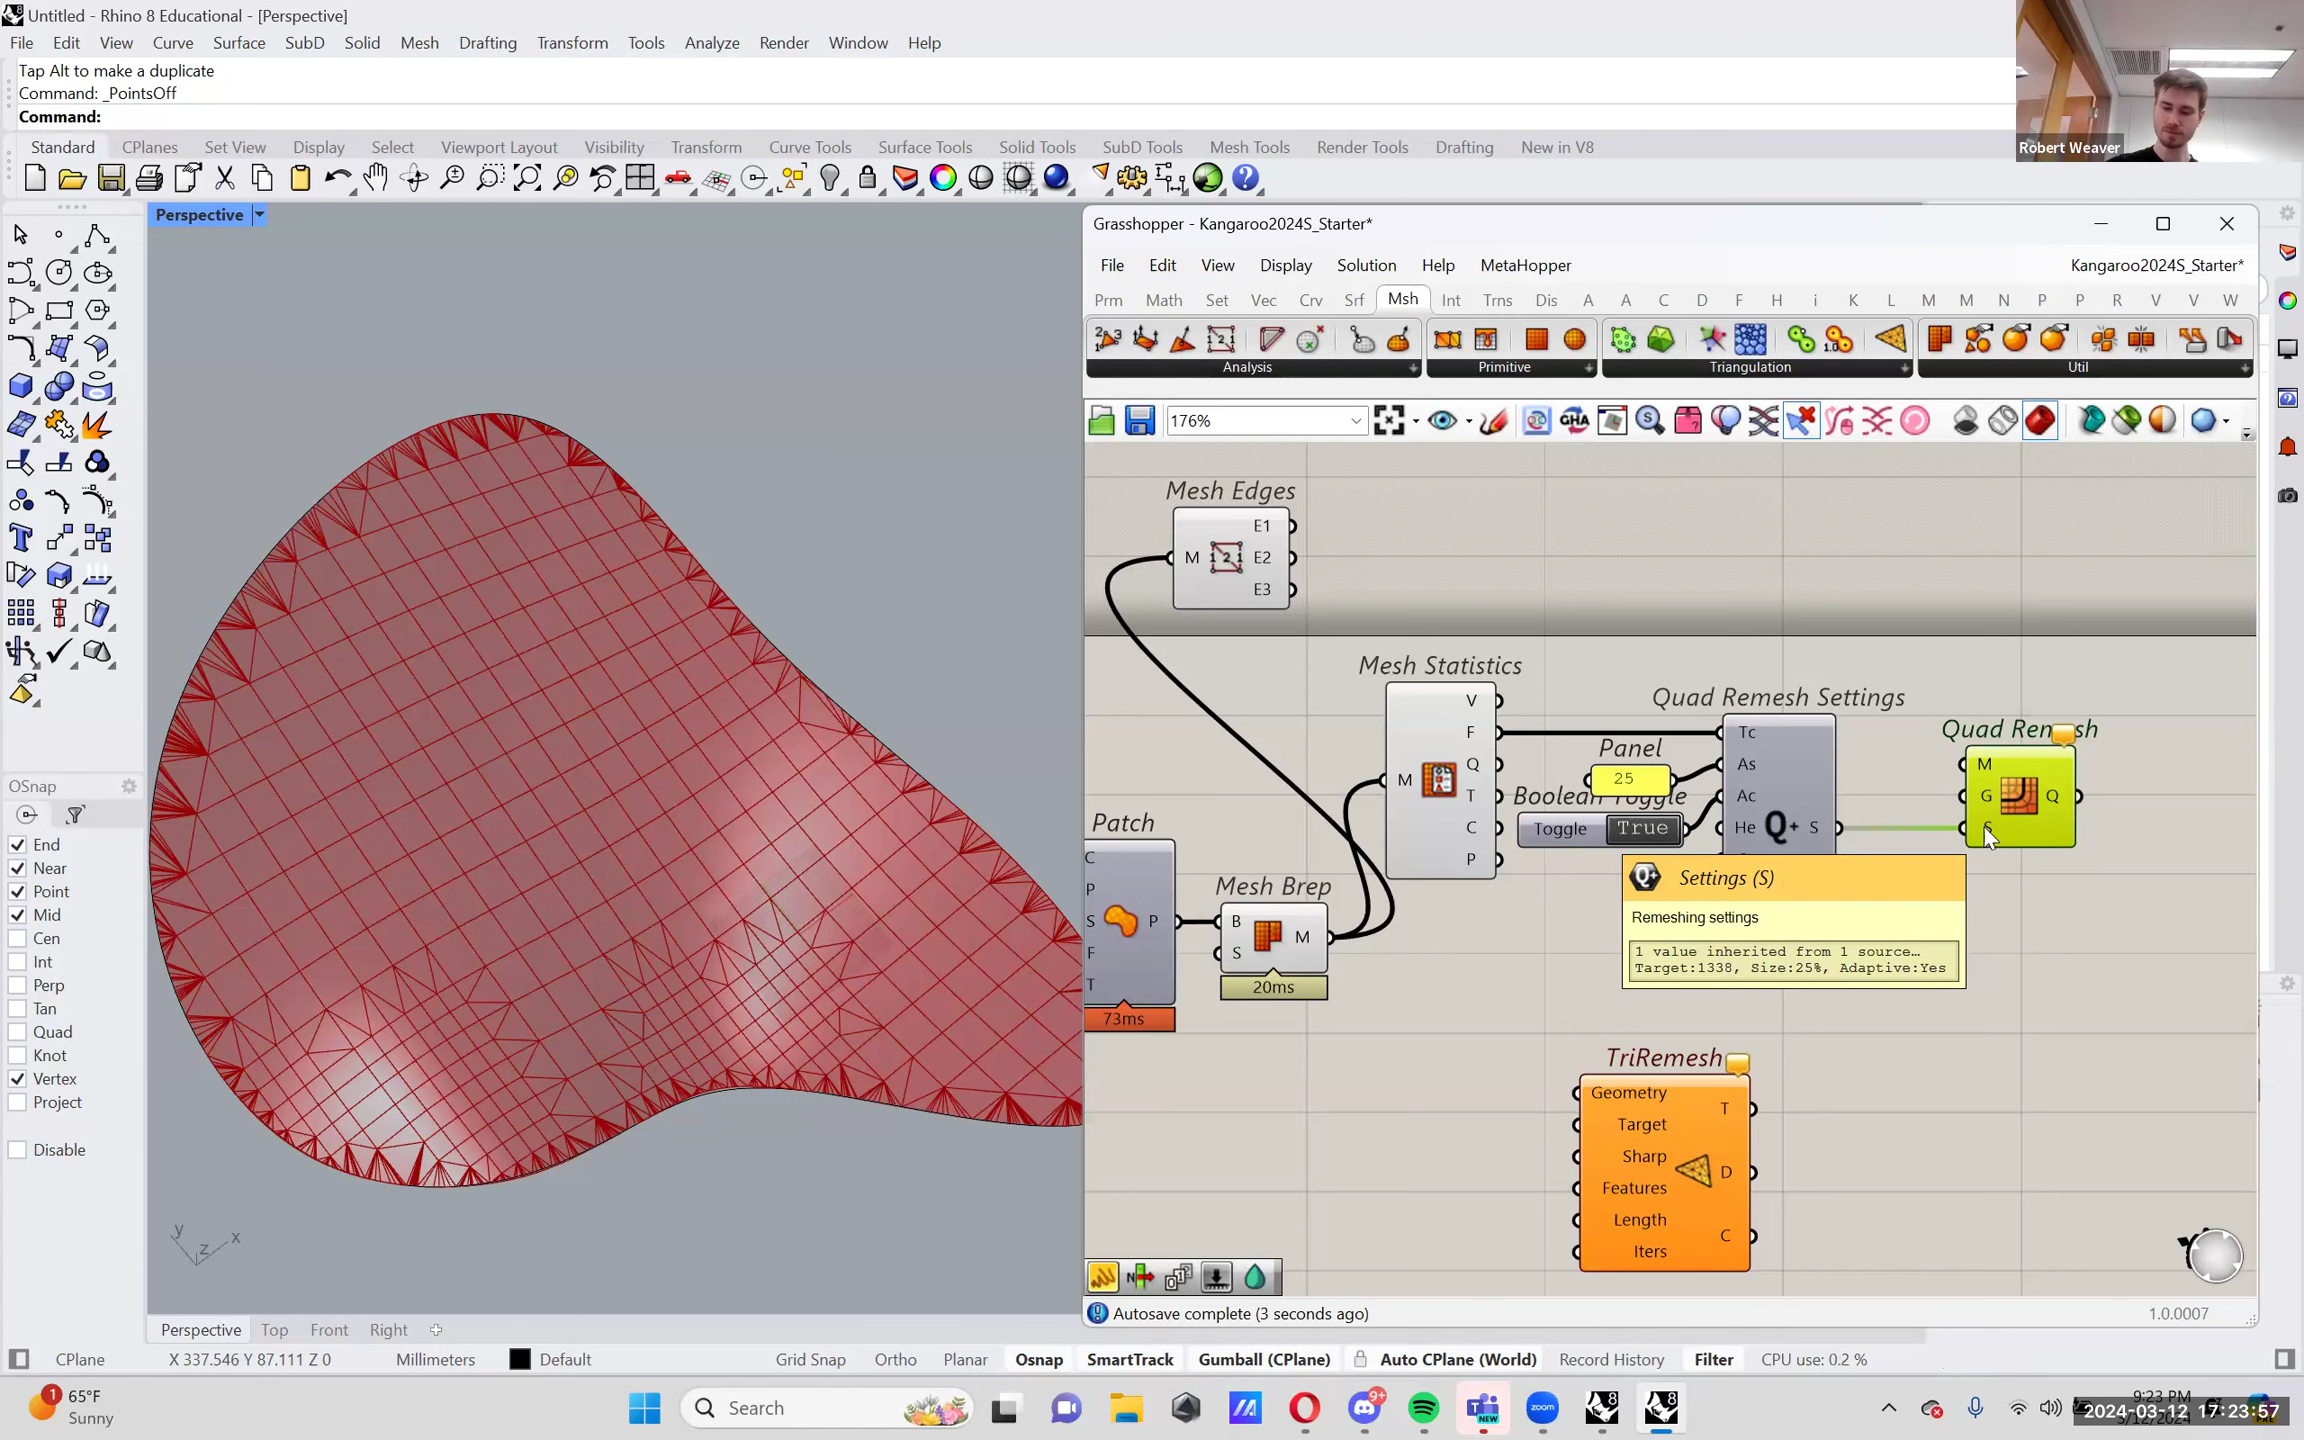 Untitled - Rhino 8 Educational - [Perspective]
File Edit View Curve Surface SubD Solid Mesh Drafting Transform Tools Analyze Render Window Help
Tap Alt to make a duplicate
Command: _PointsOff
Command:
Robert Weaver
Standard CPlanes Set View Display Select Viewport Layout Visibility Transform Curve Tools Surface Tools Solid Tools SubD Tools Mesh Tools Render Tools Drafting New in V8
Perspective
Grasshopper - Kangaroo2024S_Starter*
File Edit View Display Solution Help MetaHopper Kangaroo2024S_Starter*
Prm Math Set Vec Crv Srf Msh Int Trns Dis A A C D F H i K L M M N P P R V V W
Analysis Primitive Triangulation Util
176%
Mesh Edges
M E1 E2 E3
Mesh Statistics
M V F Q T C P
Quad Remesh Settings
Tc As Ac He Q+ S
Panel
25
Boolean Toggle
Toggle True
Quad Remesh
M G S Q
Patch
C P S F T P
73ms
Mesh Brep
B S M
20ms
Settings (S)
Remeshing settings
1 value inherited from 1 source…
Target:1338, Size:25%, Adaptive:Yes
TriRemesh
Geometry T
Target
Sharp D
Features
Length C
Iters
OSnap
End
Near
Point
Mid
Cen
Int
Perp
Tan
Quad
Knot
Vertex
Project
Disable
y z x
Autosave complete (3 seconds ago) 1.0.0007
Perspective Top Front Right
CPlane X 337.546 Y 87.111 Z 0 Millimeters Default Grid Snap Ortho Planar Osnap SmartTrack Gumball (CPlane) Auto CPlane (World) Record History Filter CPU use: 0.2 %
1 65°F
Sunny
Search
9+
NEW
zoom
9:23 PM
2024-03-12 17:23:57